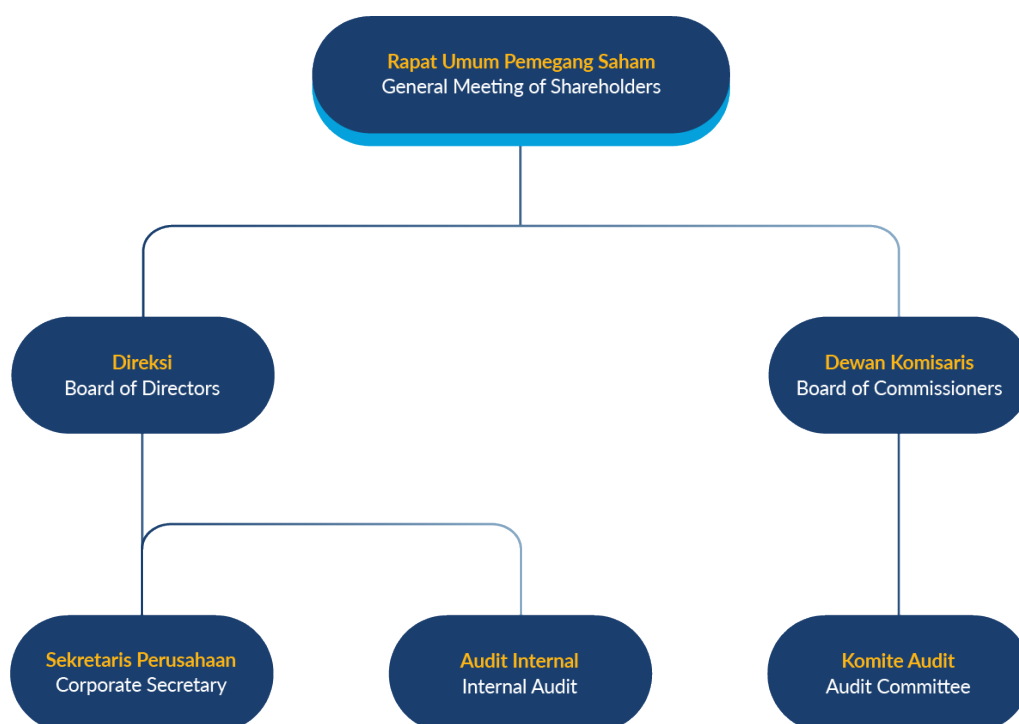 Rapat Umum Pemegang Saham
General Meeting of Shareholders
Direksi
Board of Directors
Dewan Komisaris
Board of Commissioners
Sekretaris Perusahaan
Corporate Secretary
Audit Internal
Internal Audit
Komite Audit
Audit Committee